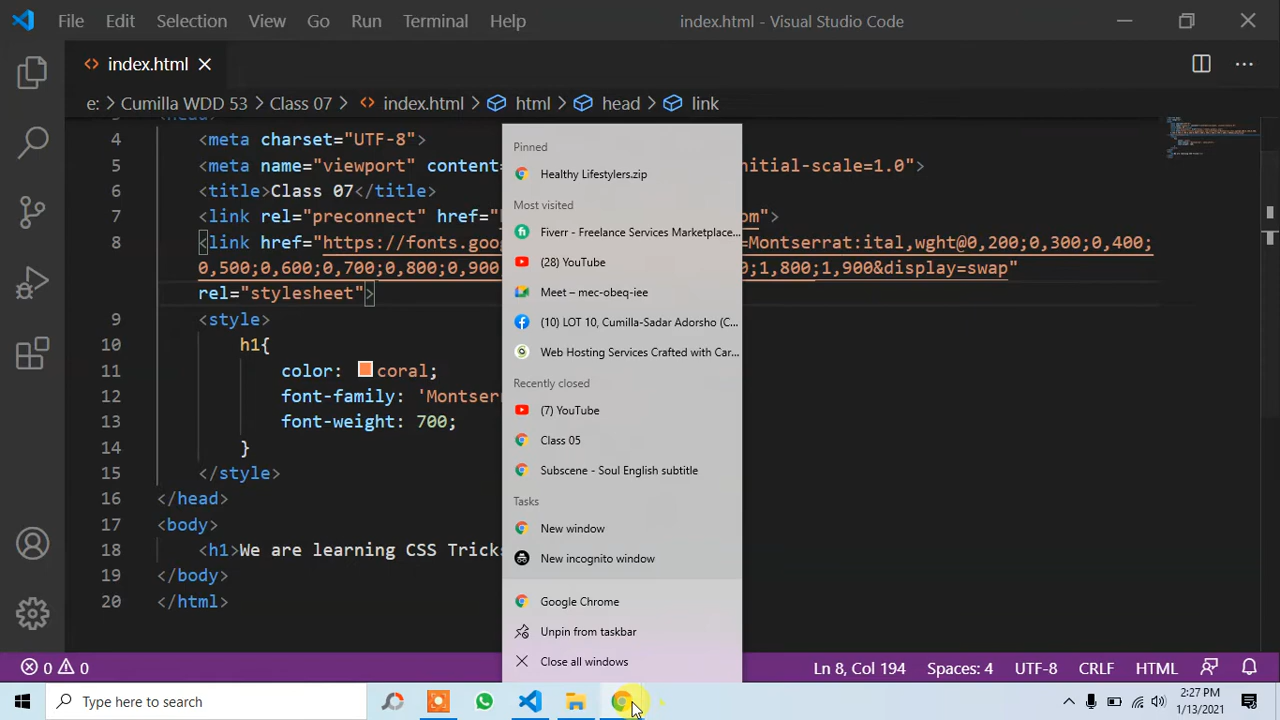 File Edit Selection View Go Run Terminal Help index.html - Visual Studio Code
index.html
e: > Cumilla WDD 53 > Class 07 > index.html > html > head > link
4 <meta charset="UTF-8">
5 <meta name="viewport" content= nitial-scale=1.0">
6 <title>Class 07</title>
7 <link rel="preconnect" href=" om">
8 <link href="https://fonts.goo =Montserrat:ital,wght@0,200;0,300;0,400;
0,500;0,600;0,700;0,800;0,900 0;1,800;1,900&display=swap"
rel="stylesheet">
9 <style>
10 h1{
11 color: coral;
12 font-family: 'Montser
13 font-weight: 700;
14 }
15 </style>
16 </head>
17 <body>
18 <h1>We are learning CSS Trick
19 </body>
20 </html>
Pinned
Healthy Lifestylers.zip
Most visited
Fiverr - Freelance Services Marketplace...
(28) YouTube
Meet – mec-obeq-iee
(10) LOT 10, Cumilla-Sadar Adorsho (C...
Web Hosting Services Crafted with Car...
Recently closed
(7) YouTube
Class 05
Subscene - Soul English subtitle
Tasks
New window
New incognito window
Google Chrome
Unpin from taskbar
Close all windows
0 0 Ln 8, Col 194 Spaces: 4 UTF-8 CRLF HTML
Type here to search
2:27 PM
1/13/2021